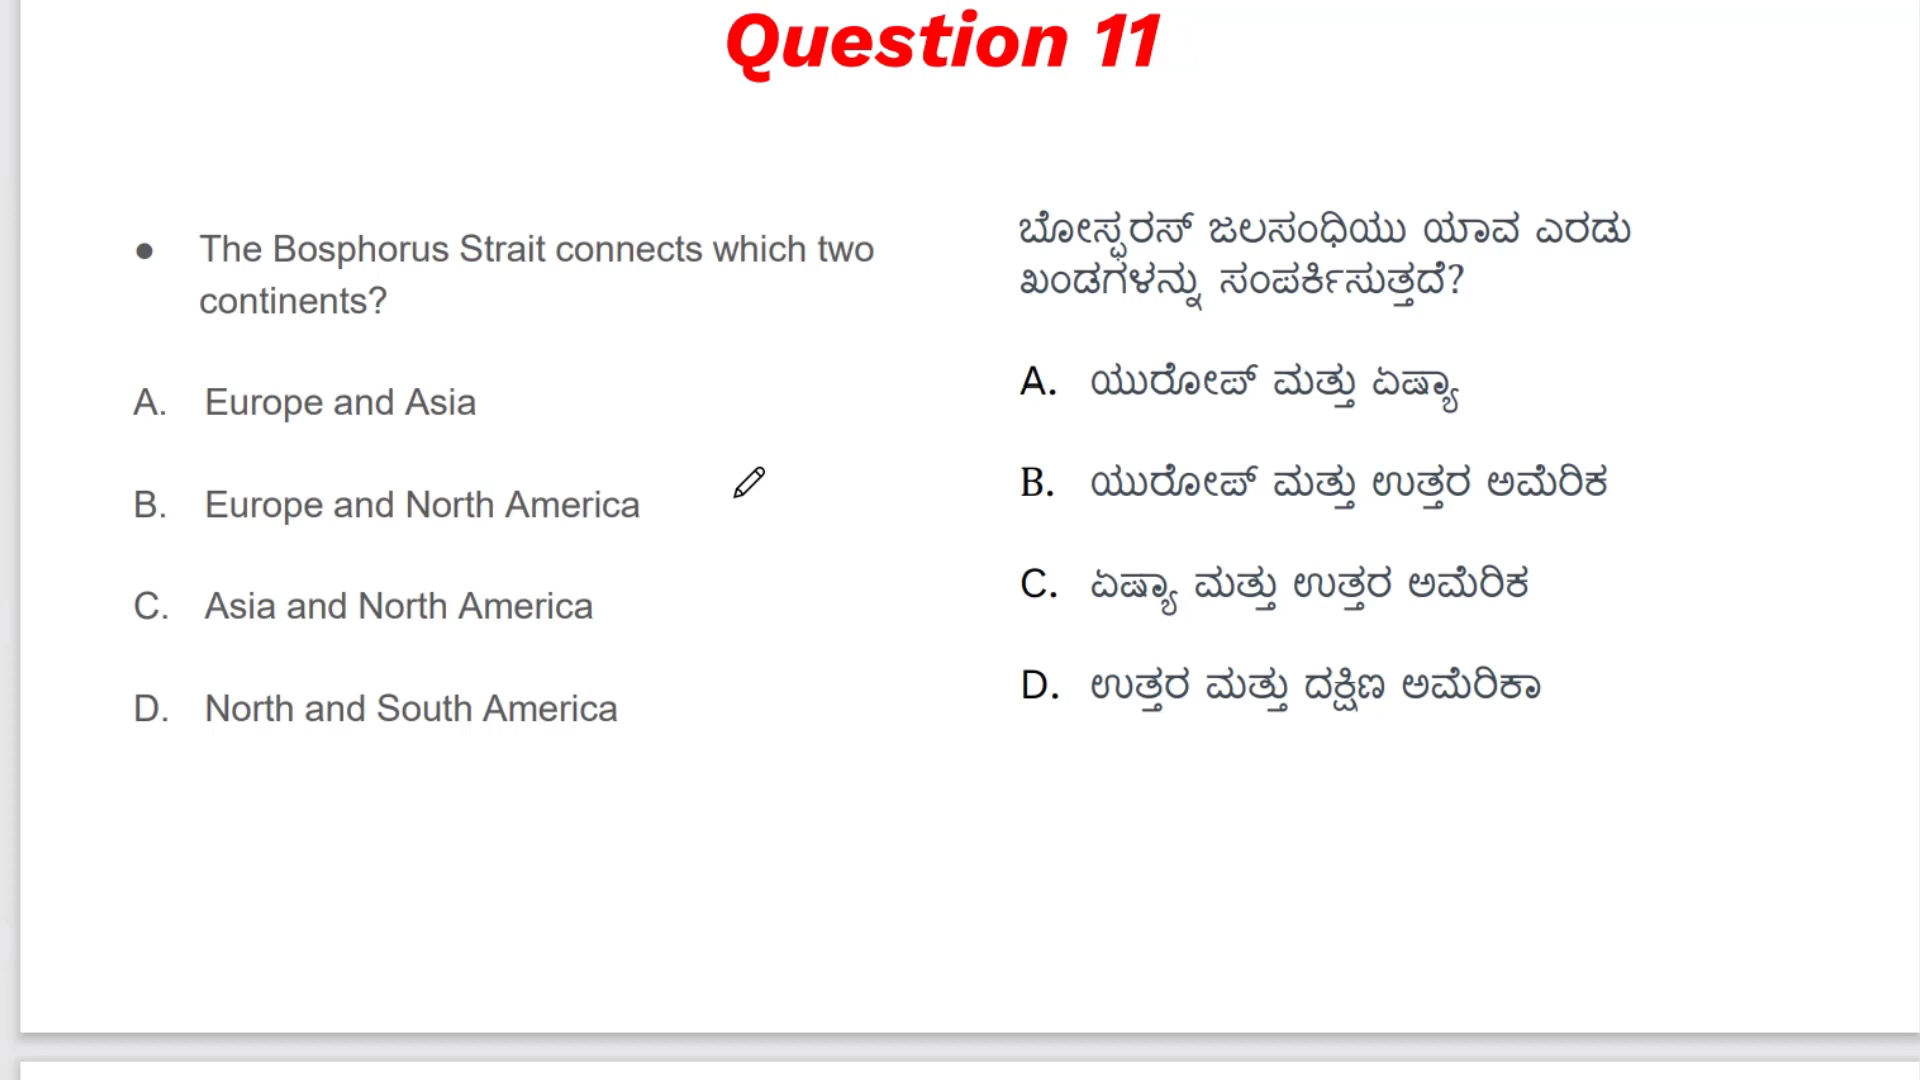 Question 11
● The Bosphorus Strait connects which two
continents?
A. Europe and Asia
B. Europe and North America
C. Asia and North America
D. North and South America
ಬೋಸ್ಫರಸ್ ಜಲಸಂಧಿಯು ಯಾವ ಎರಡು
ಖಂಡಗಳನ್ನು ಸಂಪರ್ಕಿಸುತ್ತದೆ?
A. ಯುರೋಪ್ ಮತ್ತು ಏಷ್ಯಾ
B. ಯುರೋಪ್ ಮತ್ತು ಉತ್ತರ ಅಮೆರಿಕ
C. ಏಷ್ಯಾ ಮತ್ತು ಉತ್ತರ ಅಮೆರಿಕ
D. ಉತ್ತರ ಮತ್ತು ದಕ್ಷಿಣ ಅಮೆರಿಕಾ